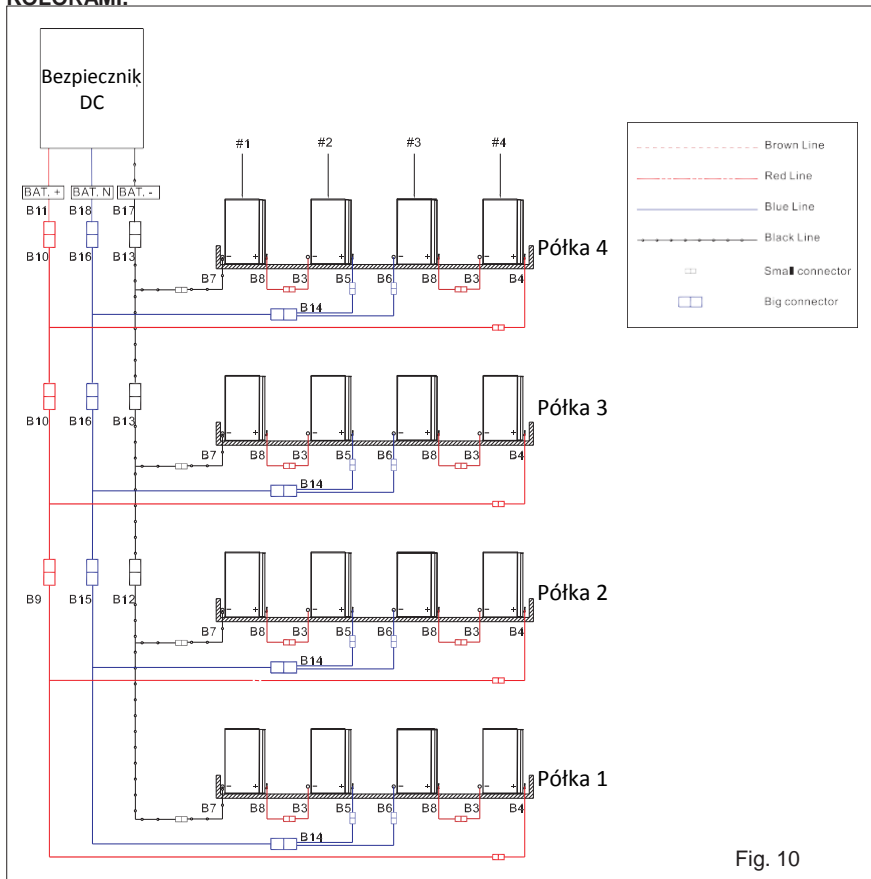 KOLORAMI.
Bezpiecznik
DC
#1 #2 #3 #4
BAT. + BAT. N BAT. -
B11 B18 B17
B10 B16 B13
Półka 4
B7 B8 B3 B5 B6 B8 B3 B4
B14
B10 B16 B13
Półka 3
B7 B8 B3 B5 B6 B8 B3 B4
B14
B9 B15 B12
Półka 2
B7 B8 B3 B5 B6 B8 B3 B4
B14
Półka 1
B7 B8 B3 B5 B6 B8 B3 B4
B14
Brown Line
Red Line
Blue Line
Black Line
Small connector
Big connector
Fig. 10